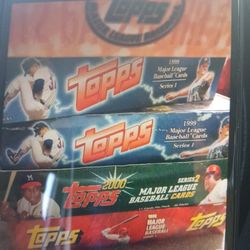 Topps
1999
Major League
Baseball Cards
Series 1
Topps
1999
Major League
Baseball Cards
Series 1
Topps
2000
SERIES 2
MAJOR LEAGUE
BASEBALL CARDS
Topps
MAJOR LEAGUE
BASEBALL
Topps